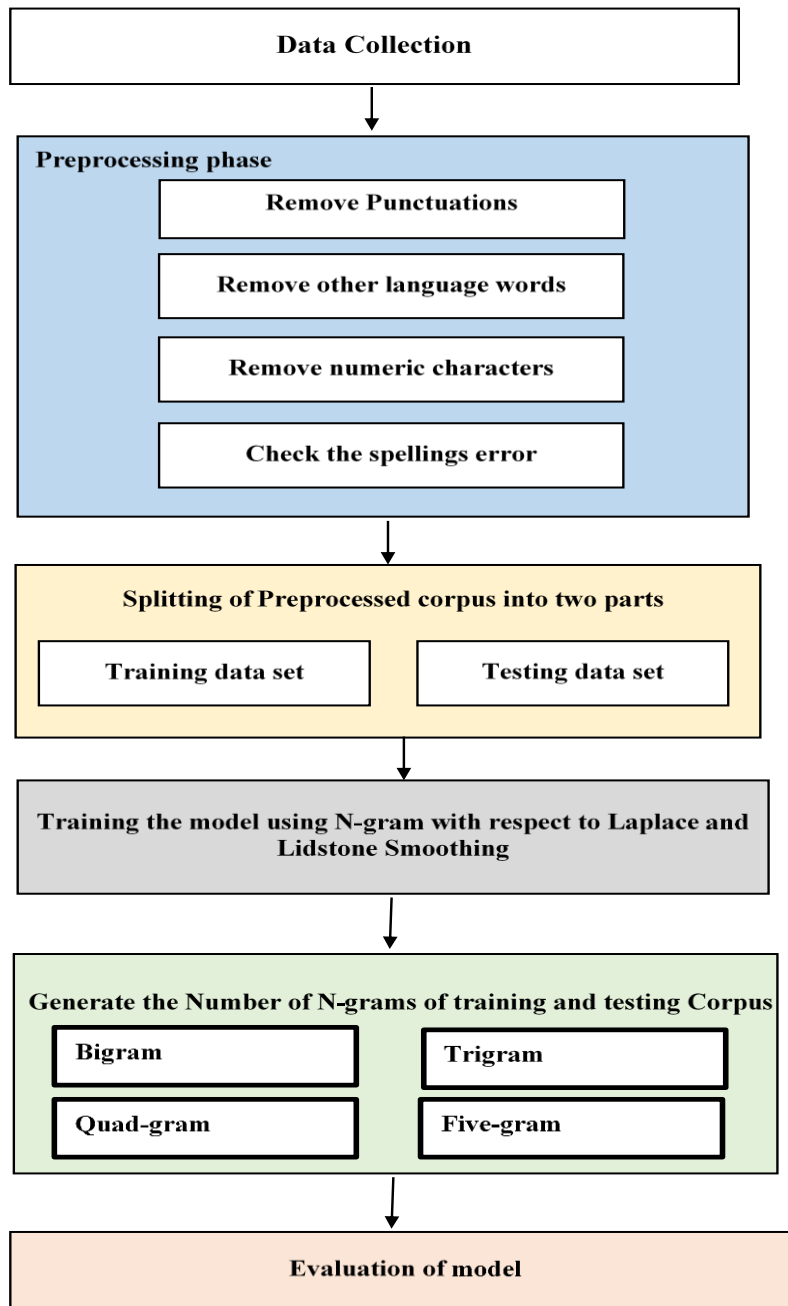 Data Collection
Preprocessing phase
Remove Punctuations
Remove other language words
Remove numeric characters
Check the spellings error
Splitting of Preprocessed corpus into two parts
Training data set
Testing data set
Training the model using N-gram with respect to Laplace and
Lidstone Smoothing
Generate the Number of N-grams of training and testing Corpus
Bigram
Trigram
Quad-gram
Five-gram
Evaluation of model